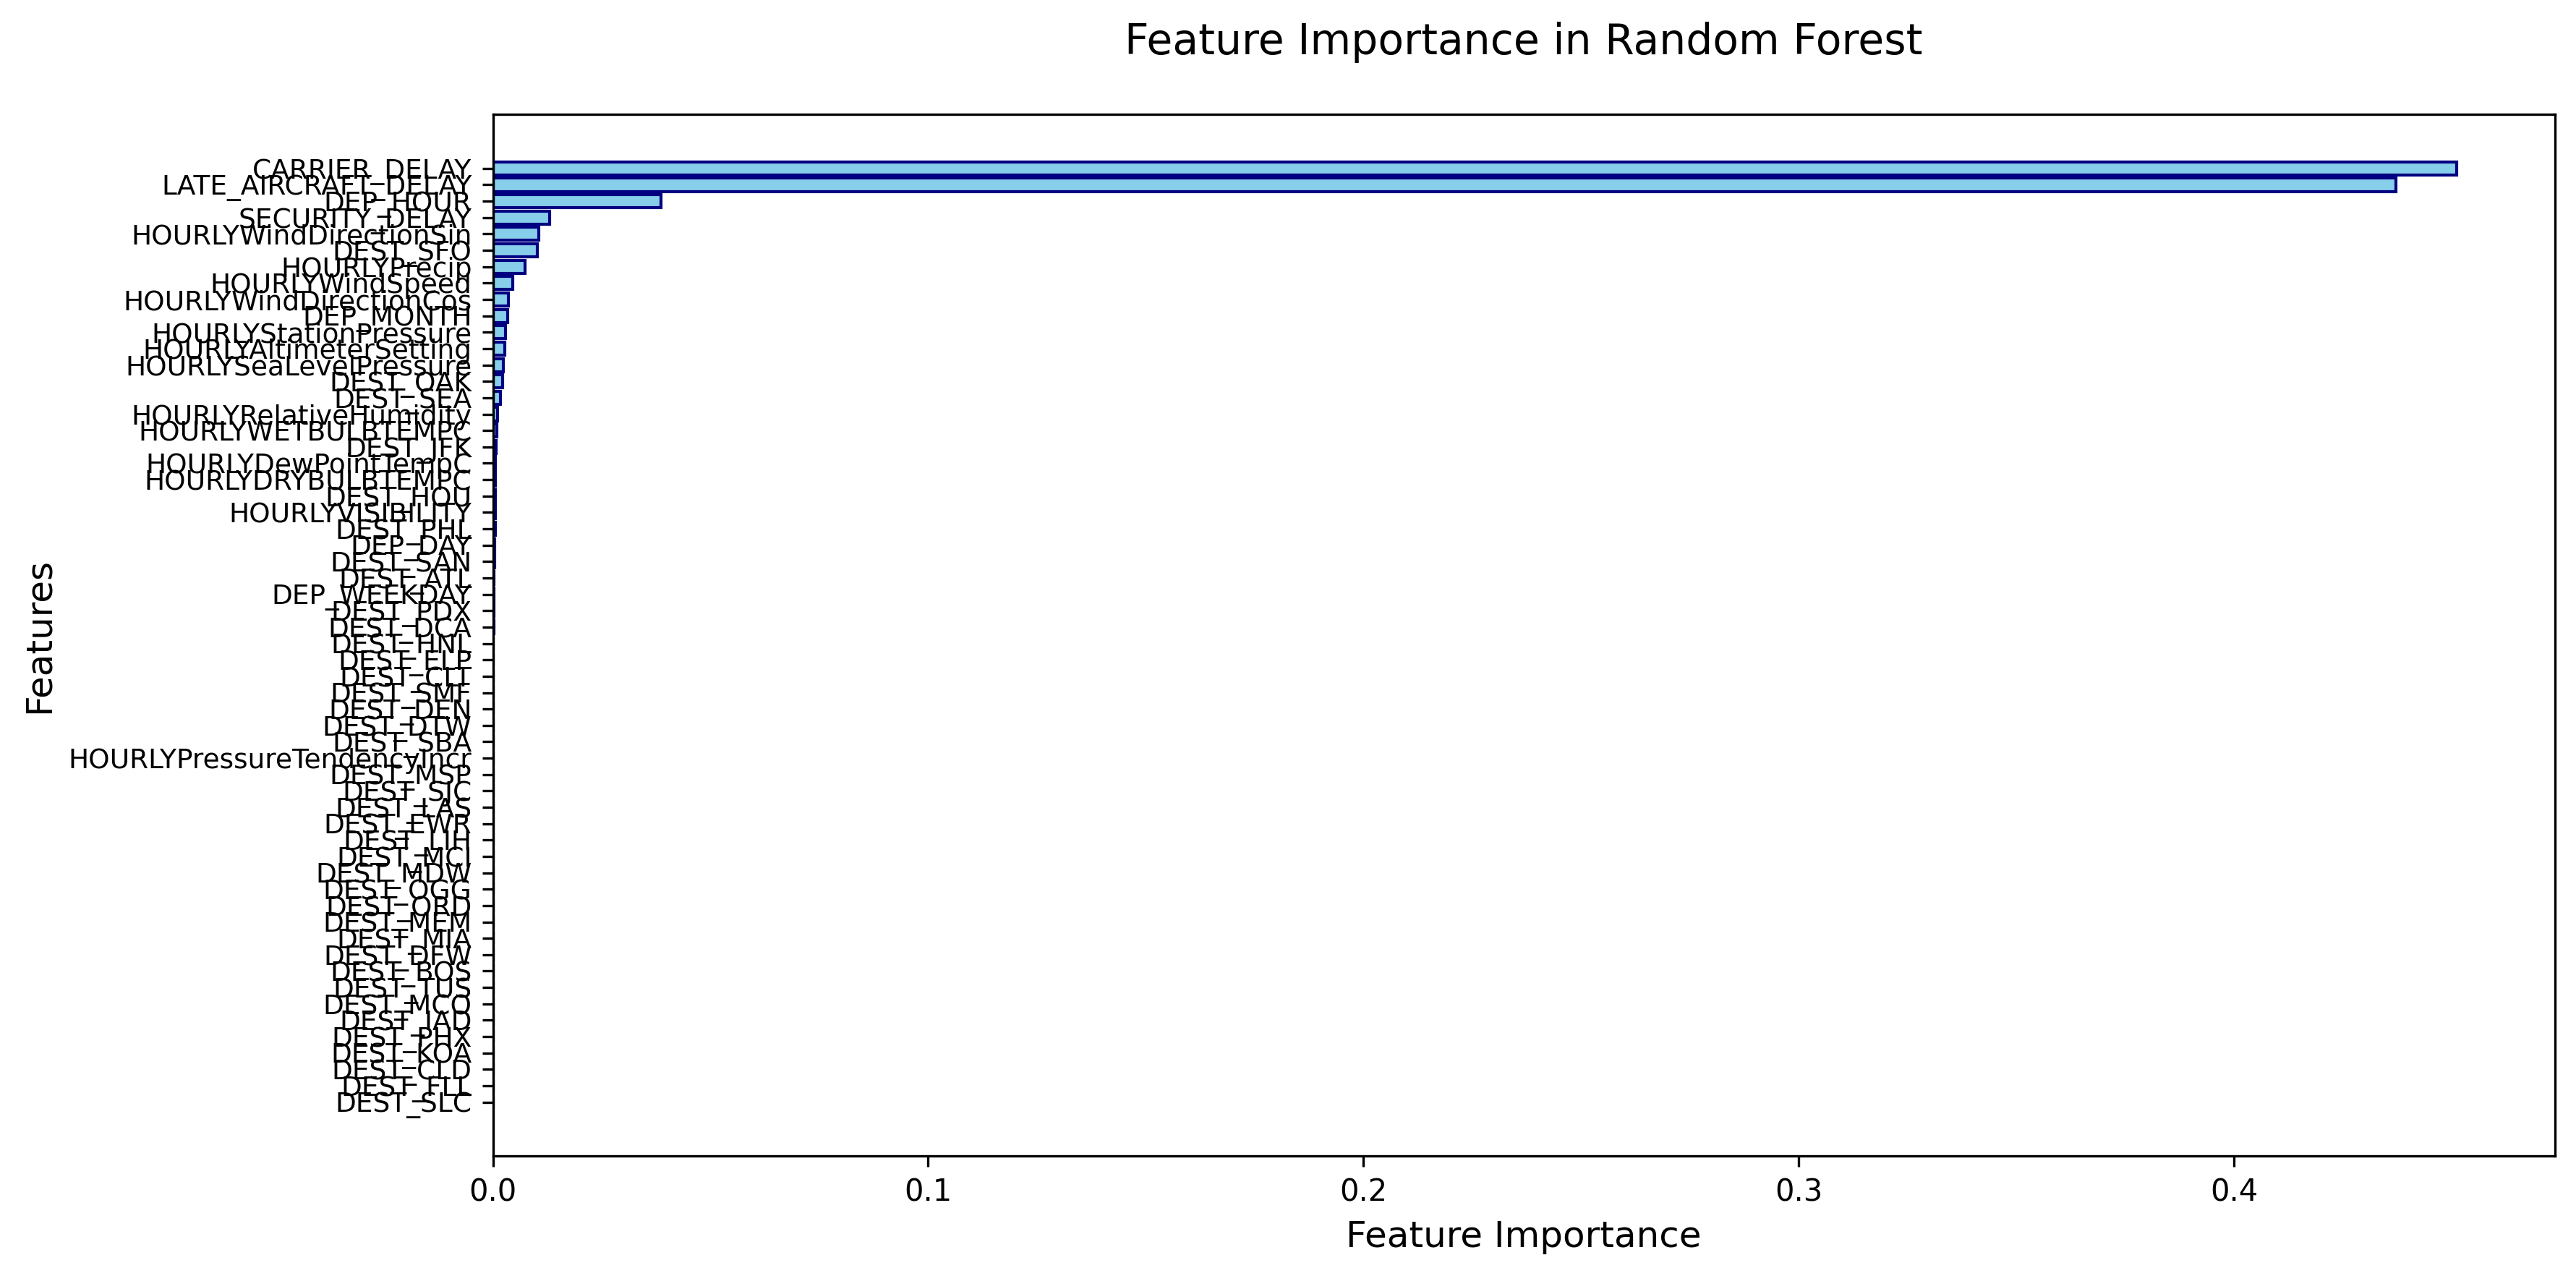 Feature Importance in Random Forest
CARRIER_DELAY
LATE_AIRCRAFT_DELAY
DEP_HOUR
SECURITY_DELAY
HOURLYWindDirectionSin
DEST_SFO
HOURLYPrecip
HOURLYWindSpeed
HOURLYWindDirectionCos
DEP_MONTH
HOURLYStationPressure
HOURLYAltimeterSetting
HOURLYSeaLevelPressure
DEST_OAK
DEST_SEA
HOURLYRelativeHumidity
HOURLYWETBULBTEMPC
DEST_JFK
HOURLYDewPointTempC
HOURLYDRYBULBTEMPC
DEST_HOU
HOURLYVISIBILITY
DEST_PHL
DEP_DAY
DEST_SAN
DEST_ATL
DEP_WEEKDAY
DEST_PDX
DEST_DCA
DEST_HNL
DEST_ELP
DEST_CLT
DEST_SMF
DEST_DEN
DEST_DTW
DEST_SBA
HOURLYPressureTendencyIncr
DEST_MSP
DEST_SJC
DEST_LAS
DEST_EWR
DEST_LIH
DEST_MCI
DEST_MDW
DEST_OGG
DEST_ORD
DEST_MEM
DEST_MIA
DEST_DFW
DEST_BOS
DEST_TUS
DEST_MCO
DEST_IAD
DEST_PHX
DEST_KOA
DEST_CLD
DEST_FLL
DEST_SLC
Features
0.0 0.1 0.2 0.3 0.4
Feature Importance